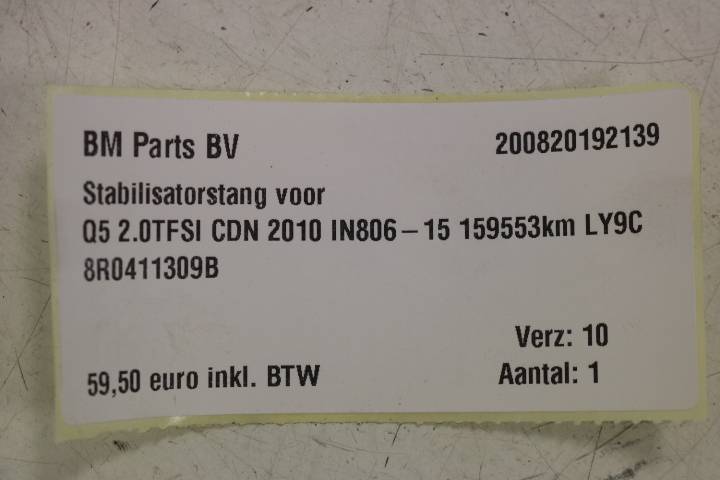 BM Parts BV 200820192139
Stabilisatorstang voor
Q5 2.0TFSI CDN 2010 IN806-15 159553km LY9C
8R0411309B
Verz: 10
59,50 euro inkl. BTW Aantal: 1